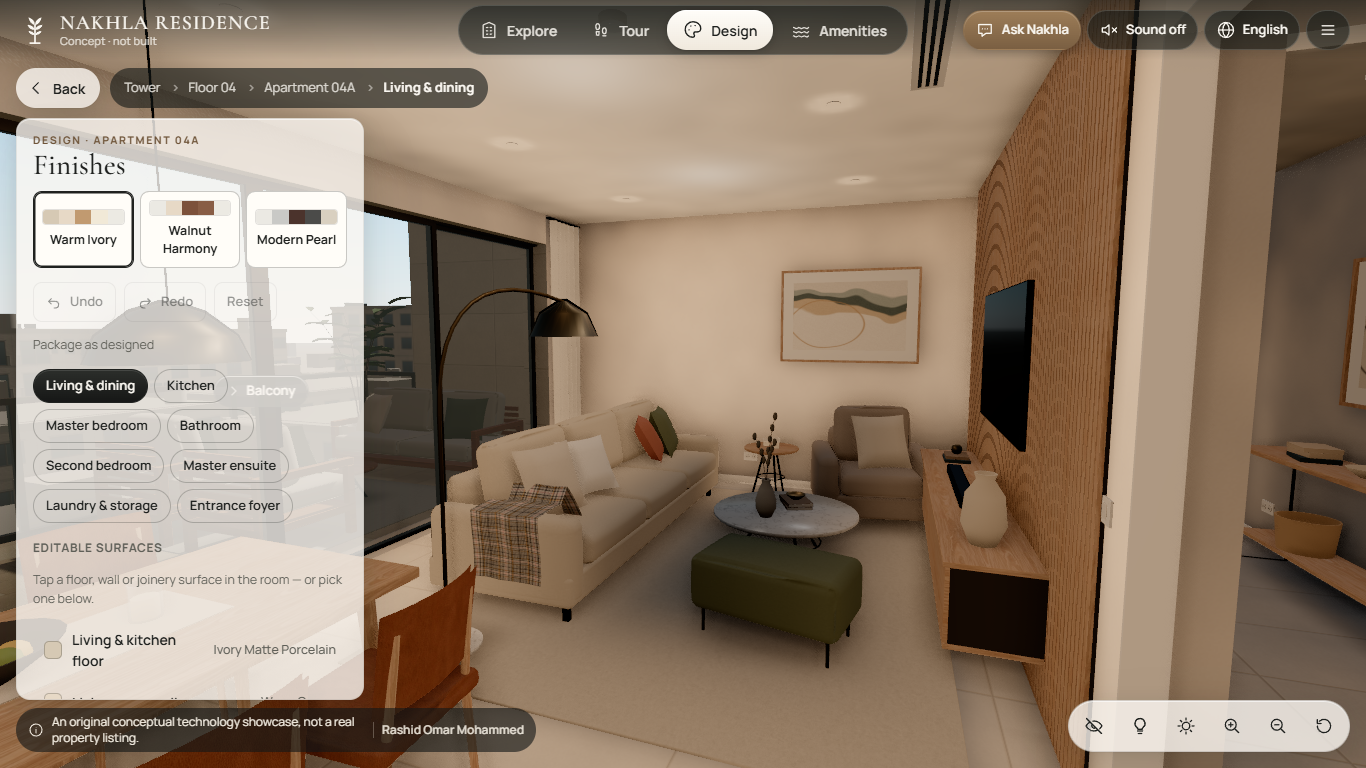 NAKHLA RESIDENCE
Concept · not built
Explore
Tour
Design
Amenities
Ask Nakhla
Sound off
English
Back
Tower > Floor 04 > Apartment 04A > Living & dining
DESIGN · APARTMENT 04A
Finishes
Warm Ivory
Walnut
Harmony
Modern Pearl
Undo
Redo
Reset
Package as designed
Living & dining
Kitchen
> Balcony
Master bedroom
Bathroom
Second bedroom
Master ensuite
Laundry & storage
Entrance foyer
EDITABLE SURFACES
Tap a floor, wall or joinery surface in the room — or pick
one below.
Living & kitchen
floor
Ivory Matte Porcelain
An original conceptual technology showcase, not a real
property listing.
Rashid Omar Mohammed